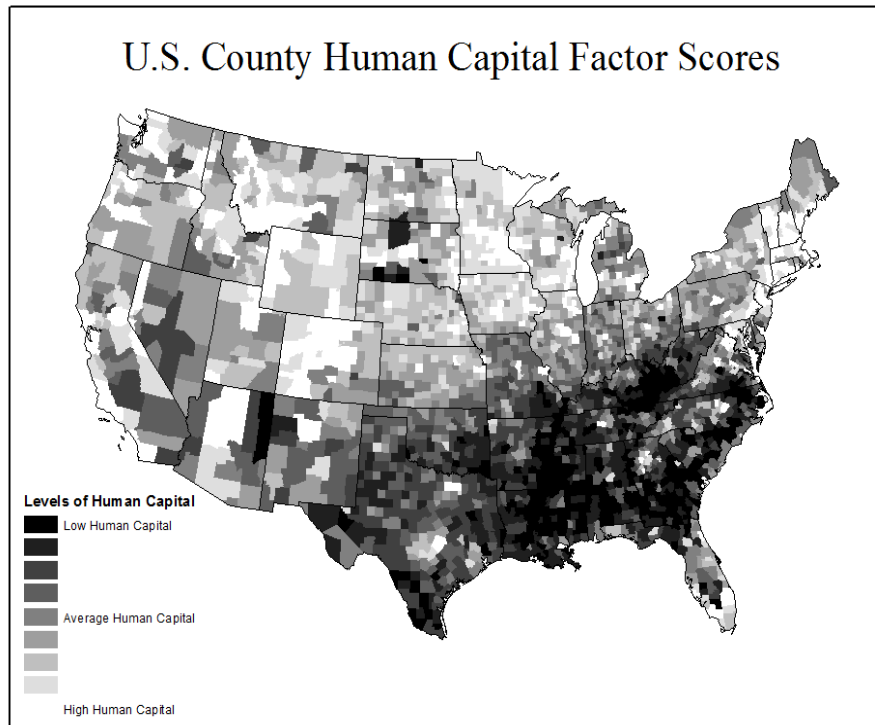 U.S. County Human Capital Factor Scores
Levels of Human Capital
Low Human Capital
Average Human Capital
High Human Capital